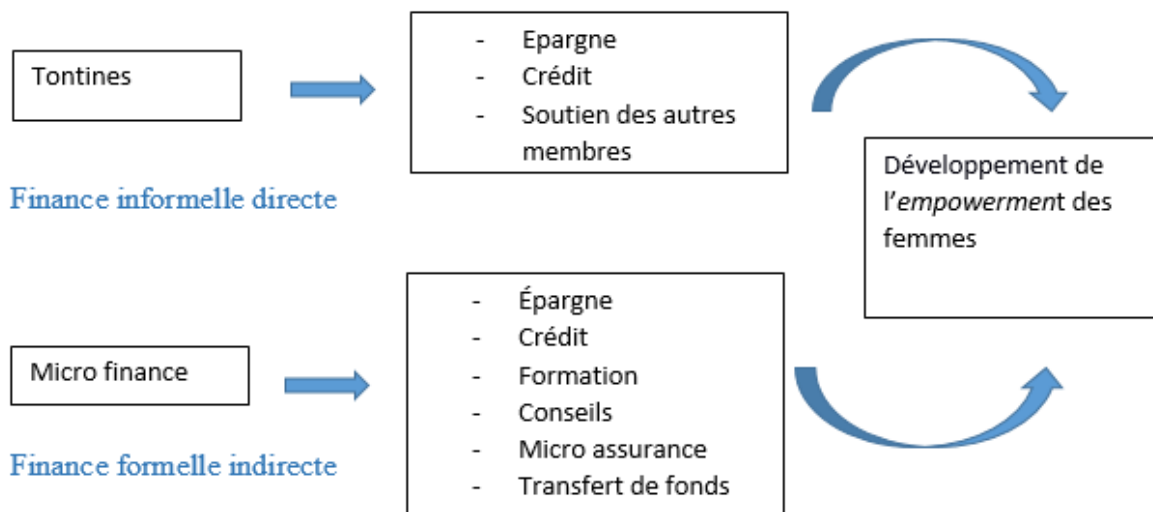 Tontines
- Epargne
- Crédit
- Soutien des autres
membres
Finance informelle directe
Développement de
l'empowerment des
femmes
Micro finance
- Épargne
- Crédit
- Formation
- Conseils
- Micro assurance
- Transfert de fonds
Finance formelle indirecte